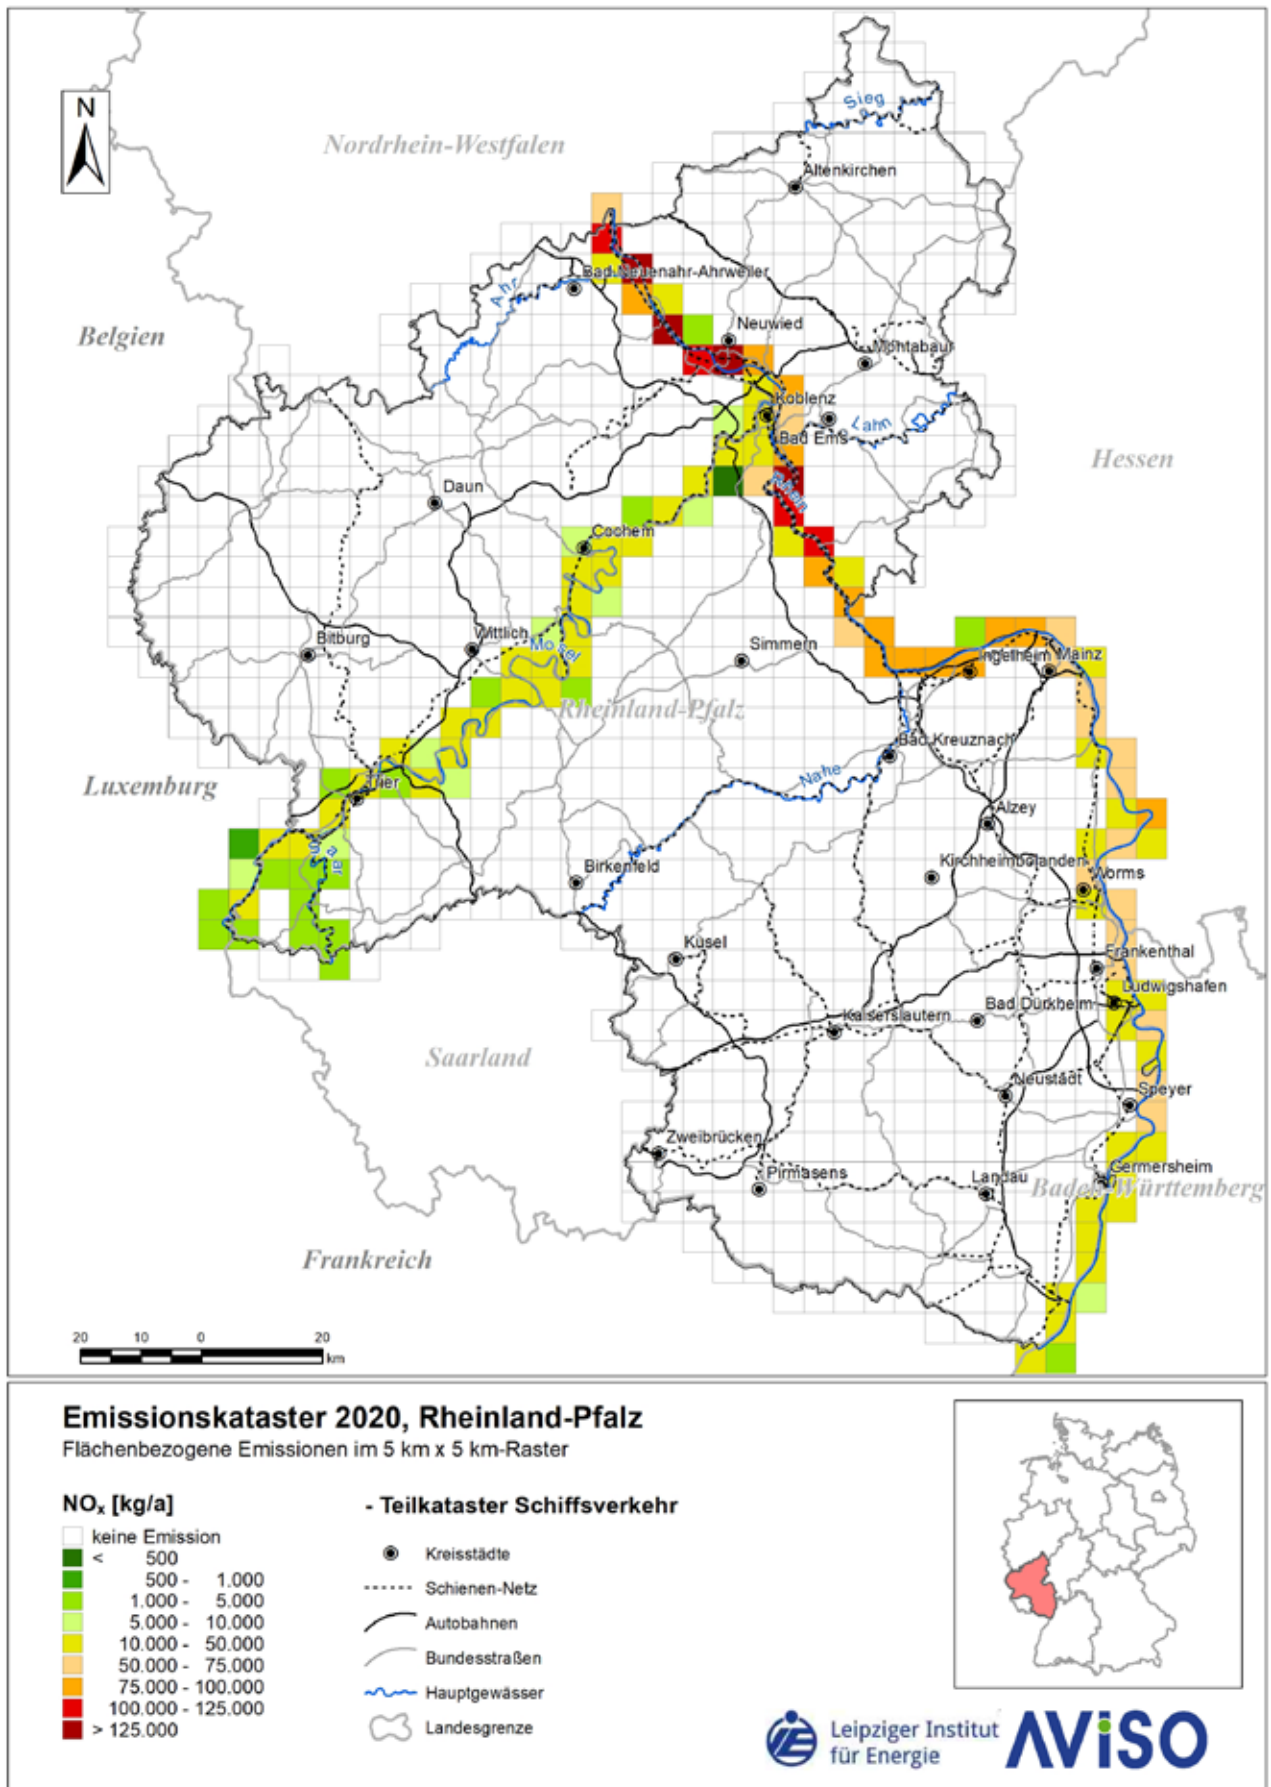 N
Nordrhein-Westfalen
Sieg
Altenkirchen
Bad Neuenahr-Ahrweiler
Ahr
Belgien
Neuwied
Montabaur
Koblenz
Lahn
Bad Ems
Hessen
Rhein
Daun
Cochem
Bitburg
Wittlich
Mosel
Simmern
Ingelheim
Mainz
Rheinland-Pfalz
Bad Kreuznach
Luxemburg
Trier
Nahe
Alzey
Saar
Birkenfeld
Kirchheimbolanden
Worms
Kusel
Frankenthal
Ludwigshafen
Bad Dürkheim
Kaiserslautern
Saarland
Neustadt
Speyer
Zweibrücken
Pirmasens
Landau
Germersheim
Baden-Württemberg
Frankreich
20 10 0 20
km
Emissionskataster 2020, Rheinland-Pfalz
Flächenbezogene Emissionen im 5 km x 5 km-Raster
NOx [kg/a]
keine Emission
< 500
500 - 1.000
1.000 - 5.000
5.000 - 10.000
10.000 - 50.000
50.000 - 75.000
75.000 - 100.000
100.000 - 125.000
> 125.000
- Teilkataster Schiffsverkehr
Kreisstädte
Schienen-Netz
Autobahnen
Bundesstraßen
Hauptgewässer
Landesgrenze
Leipziger Institut
für Energie
AViSO